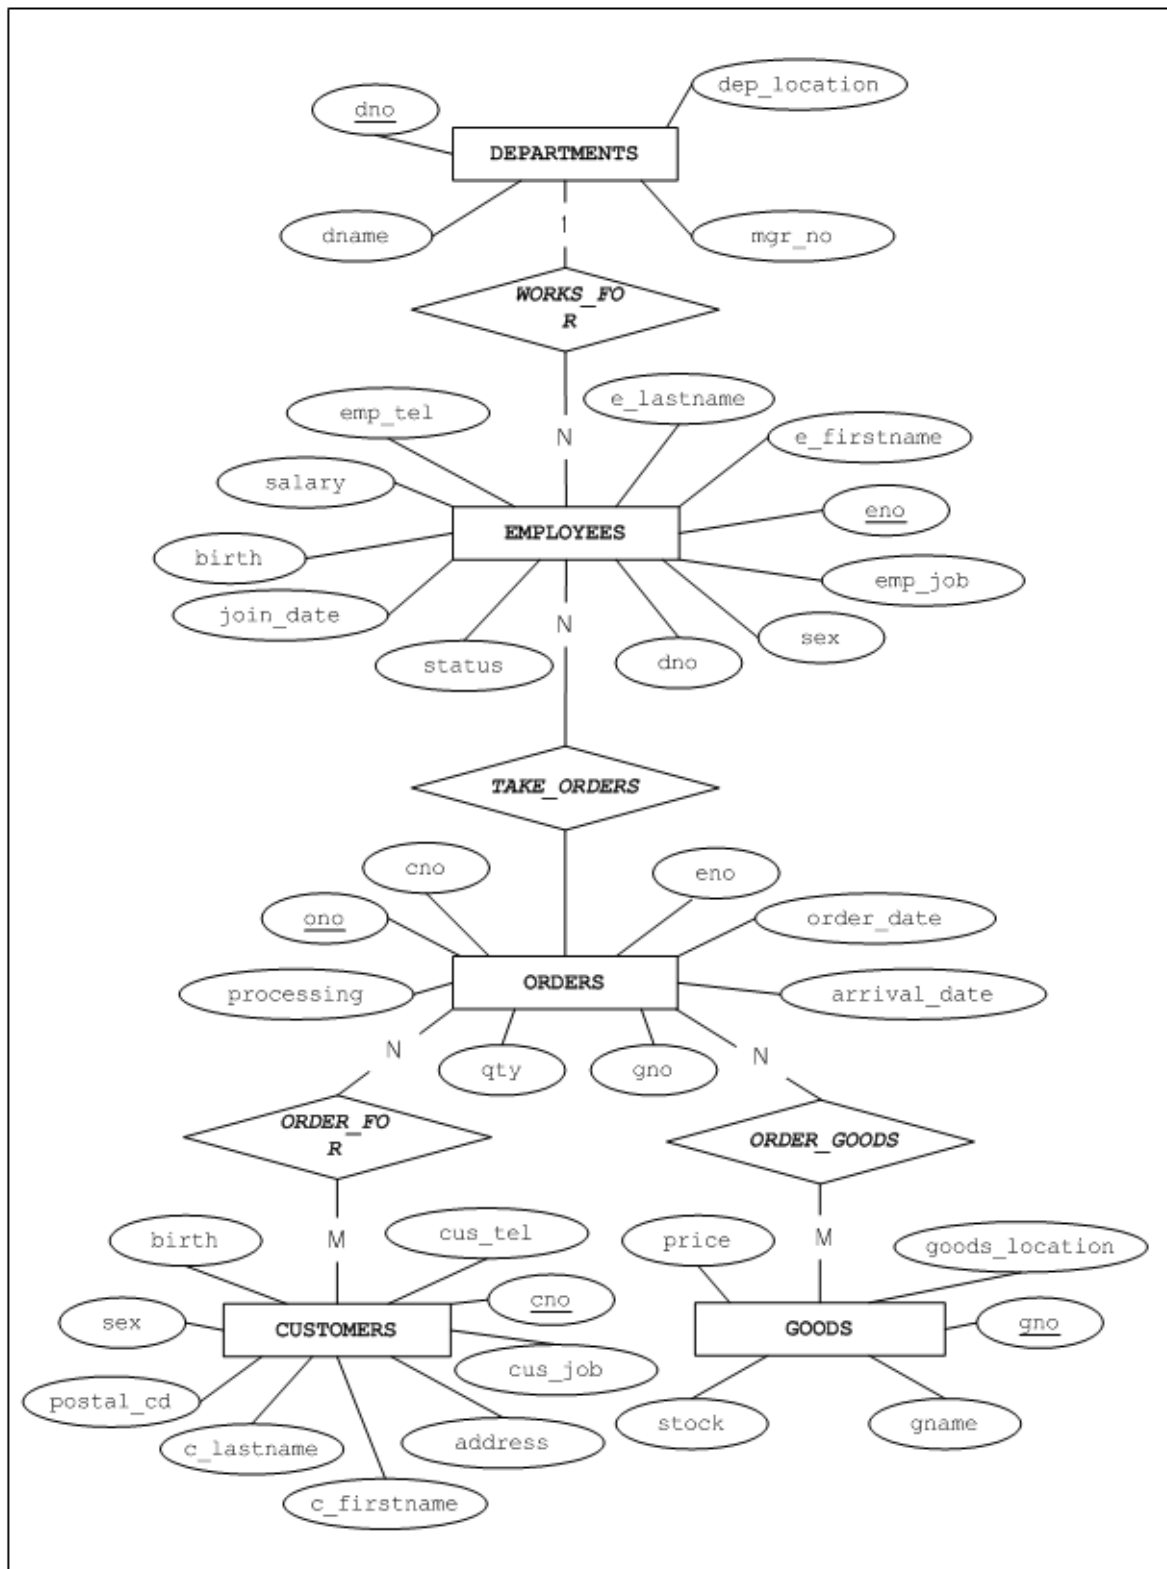 dep_location
dno
DEPARTMENTS
dname
1
mgr_no
WORKS_FO
R
e_lastname
emp_tel
e_firstname
N
salary
eno
EMPLOYEES
birth
emp_job
join_date
N
sex
status
dno
TAKE_ORDERS
cno
eno
ono
order_date
ORDERS
processing
arrival_date
N
qty
gno
N
ORDER_FO
R
ORDER_GOODS
birth
M
cus_tel
price
M
goods_location
cno
sex
CUSTOMERS
GOODS
gno
cus_job
postal_cd
c_lastname
address
stock
gname
c_firstname